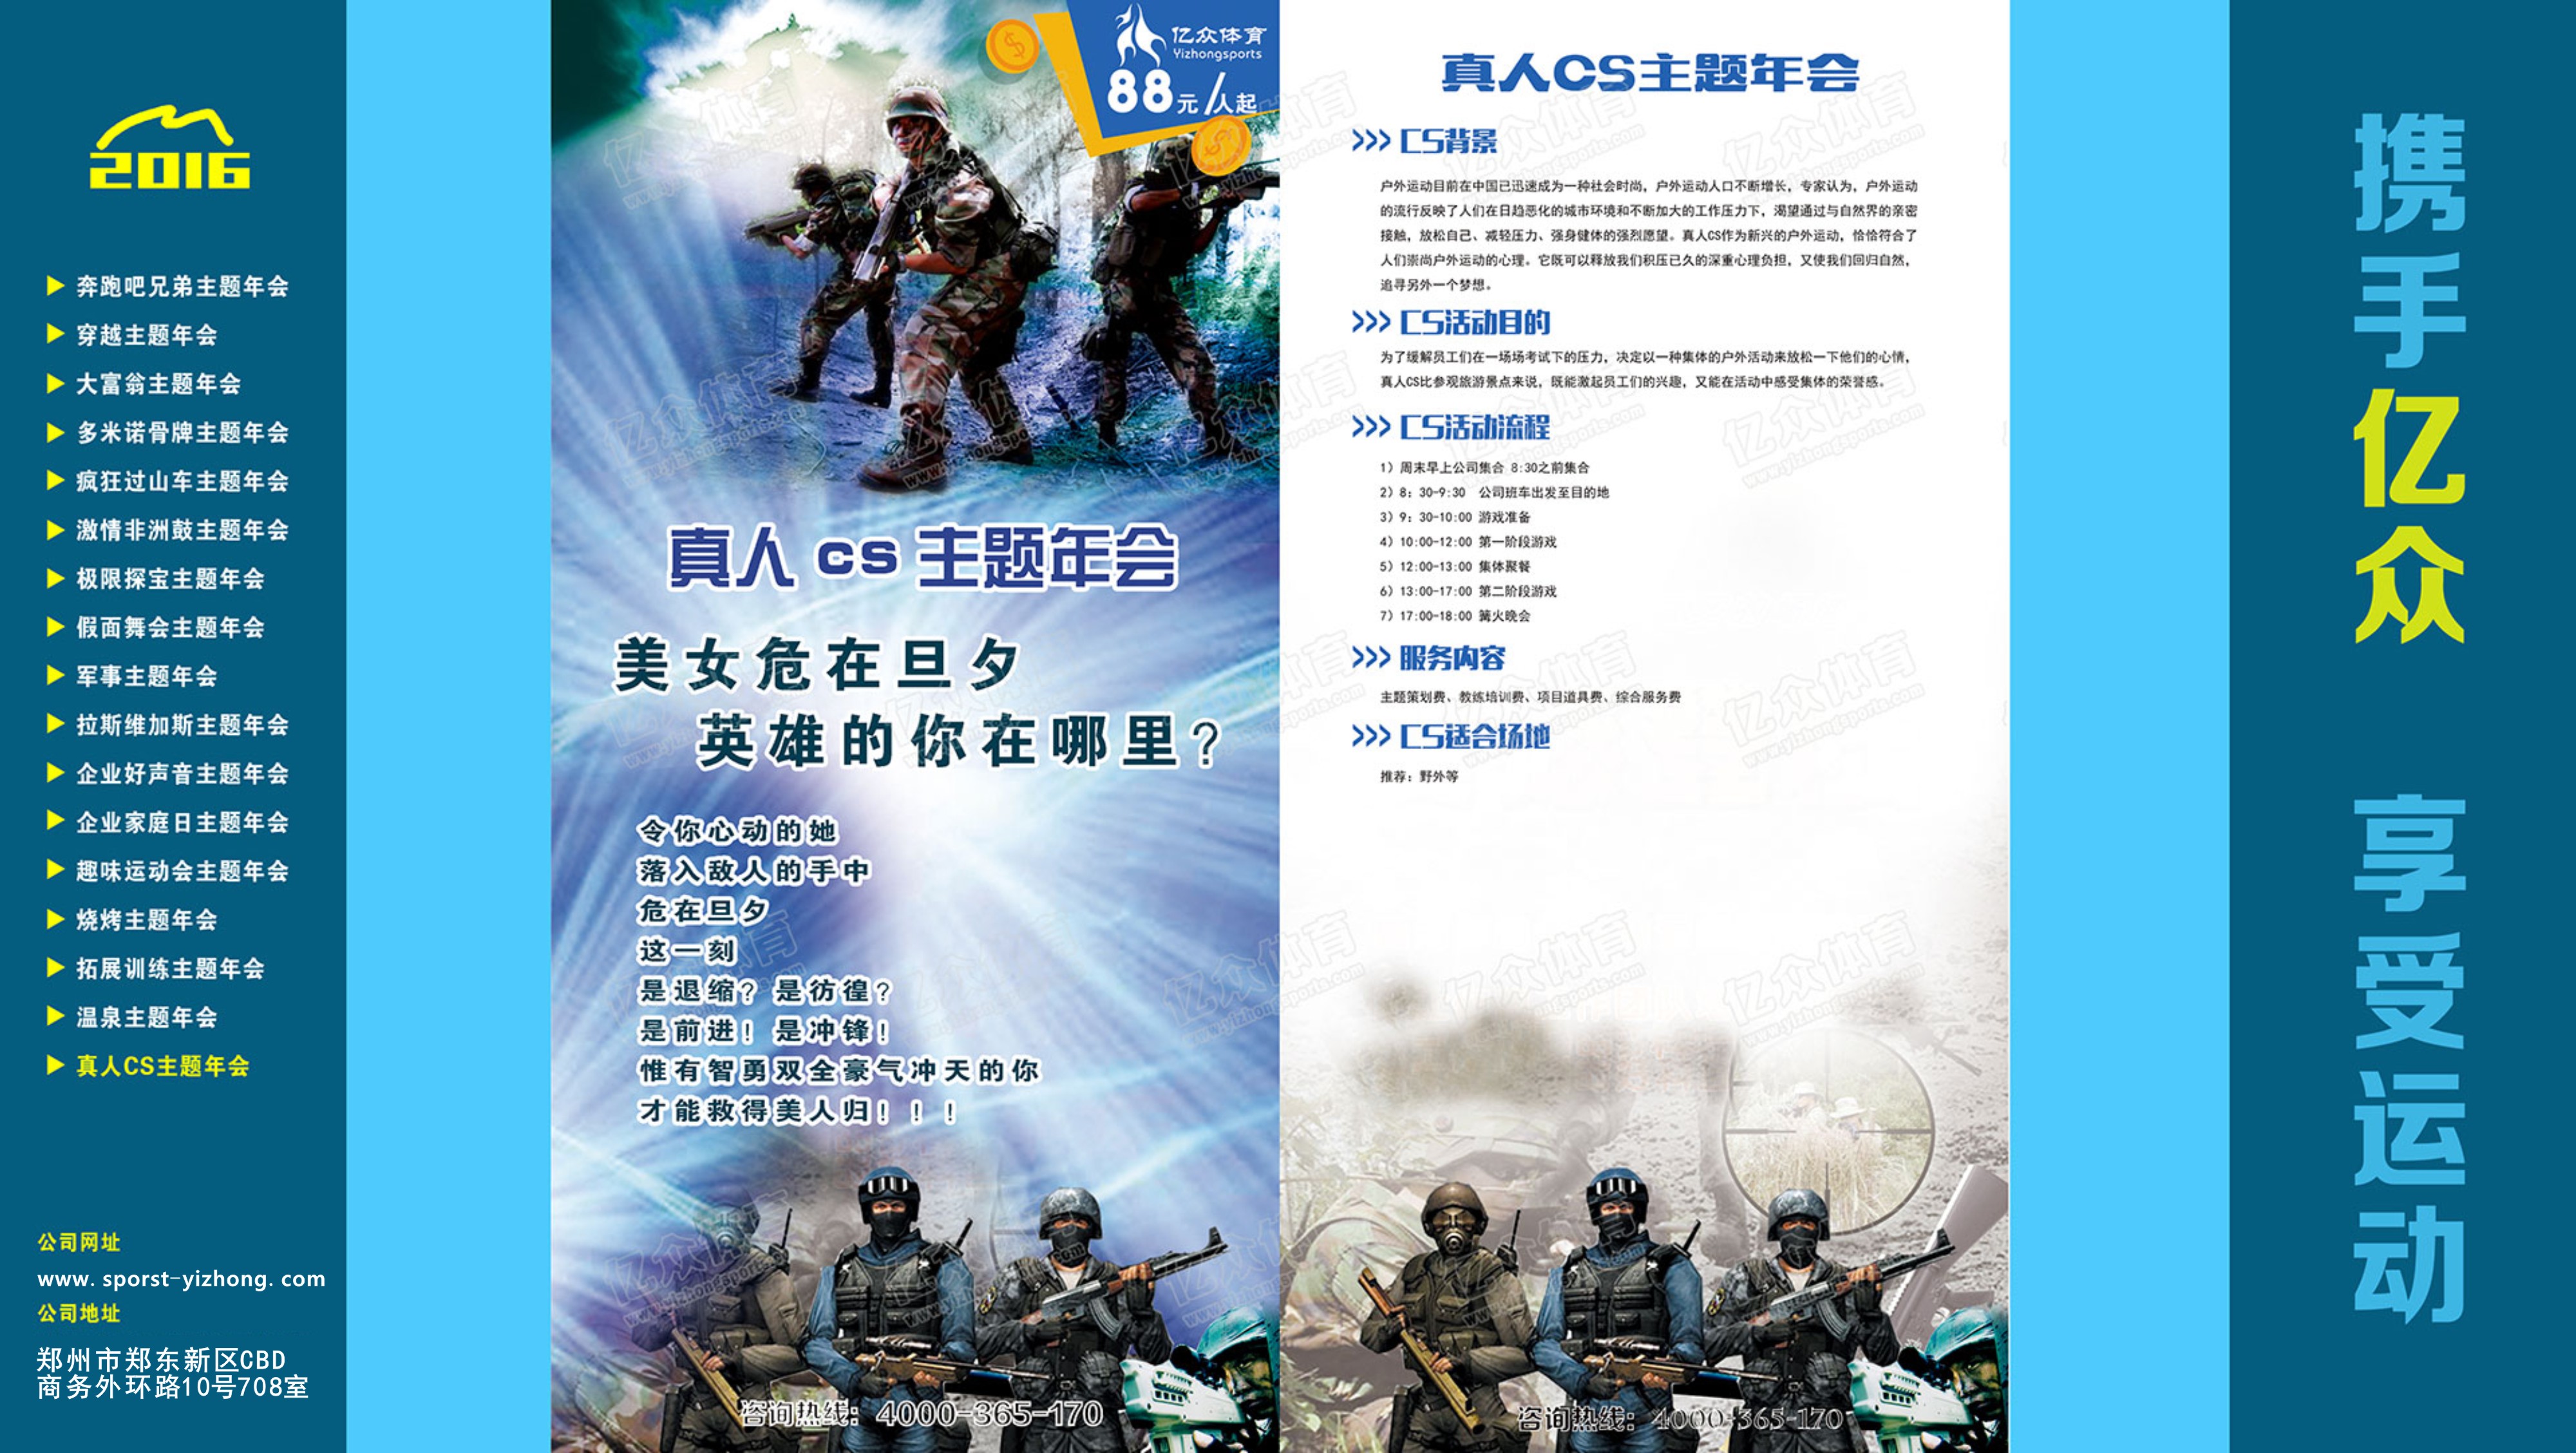 2016
奔跑吧兄弟主题年会
穿越主题年会
大富翁主题年会
多米诺骨牌主题年会
疯狂过山车主题年会
激情非洲鼓主题年会
极限探宝主题年会
假面舞会主题年会
军事主题年会
拉斯维加斯主题年会
企业好声音主题年会
企业家庭日主题年会
趣味运动会主题年会
烧烤主题年会
拓展训练主题年会
温泉主题年会
真人CS主题年会
公司网址
www.sporst-yizhong.com
公司地址
郑州市郑东新区CBD
商务外环路10号708室
亿众体育
Yizhongsports
88元/人起
真人cs主题年会
美女危在旦夕
英雄的你在哪里?
令你心动的她
落入敌人的手中
危在旦夕
这一刻
是退缩? 是彷徨?
是前进! 是冲锋!
惟有智勇双全豪气冲天的你
才能救得美人归! ! !
咨询热线: 4000-365-170
真人CS主题年会
>>> CS背景
户外运动目前在中国已迅速成为一种社会时尚，户外运动人口不断增长，专家认为，户外运动
的流行反映了人们在日趋恶化的城市环境和不断加大的工作压力下，渴望通过与自然界的亲密
接触，放松自己、减轻压力、强身健体的强烈愿望。真人CS作为新兴的户外运动，恰恰符合了
人们崇尚户外运动的心理。它既可以释放我们积压已久的深重心理负担，又使我们回归自然，
追寻另外一个梦想。
>>> CS活动目的
为了缓解员工们在一场场考试下的压力，决定以一种集体的户外活动来放松一下他们的心情，
真人CS比参观旅游景点来说，既能激起员工们的兴趣，又能在活动中感受集体的荣誉感。
>>> CS活动流程
1）周末早上公司集合 8:30之前集合
2）8：30-9:30 公司班车出发至目的地
3）9：30-10:00 游戏准备
4）10:00-12:00 第一阶段游戏
5）12:00-13:00 集体聚餐
6）13:00-17:00 第二阶段游戏
7）17:00-18:00 篝火晚会
>>> 服务内容
主题策划费、教练培训费、项目道具费、综合服务费
>>> CS适合场地
推荐：野外等
咨询热线: 4000-365-170
携手亿众 享受运动
亿众体育
www.yizhongsports.com